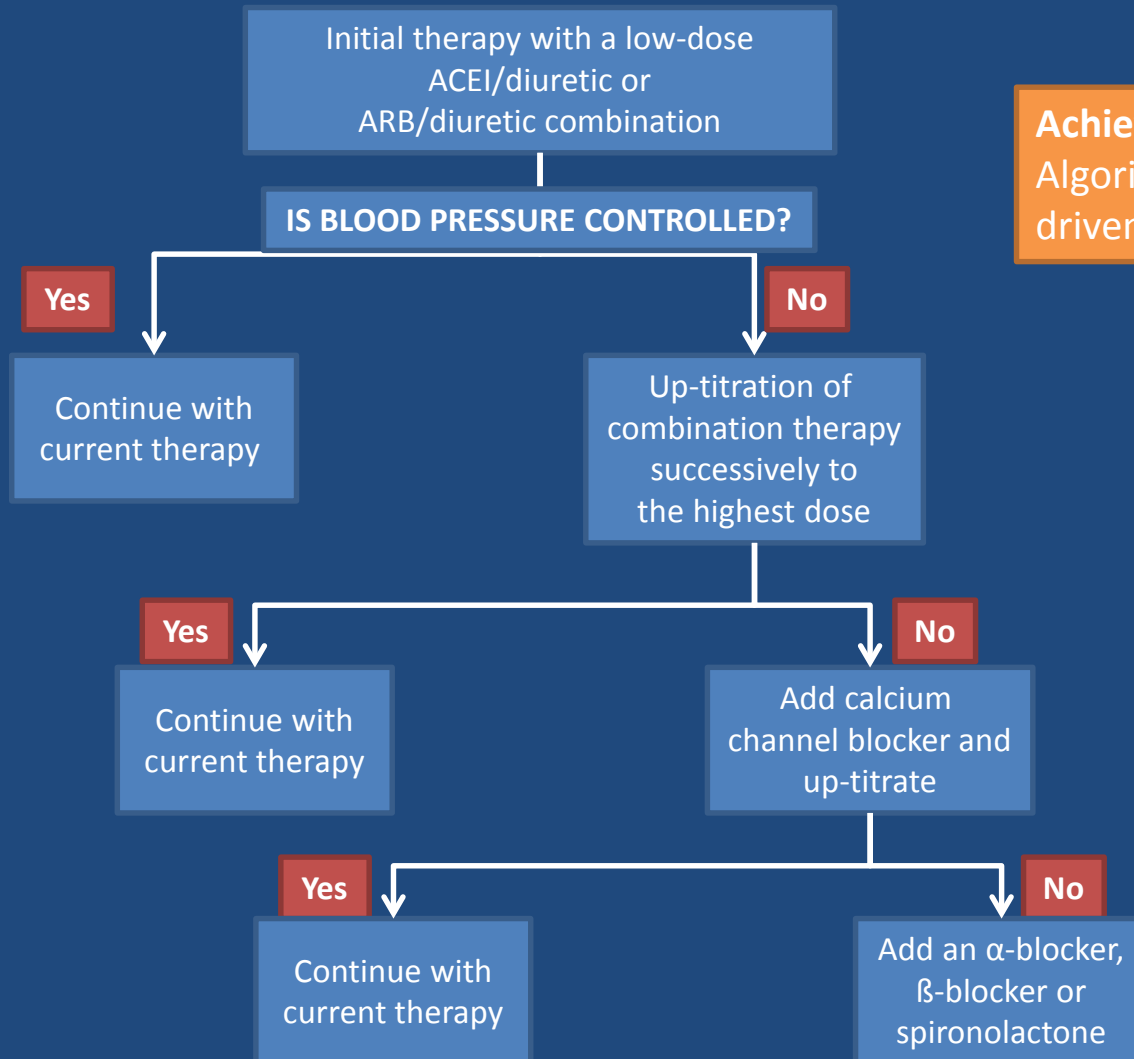 Initial therapy with a low-dose
ACEI/diuretic or
ARB/diuretic combination
IS BLOOD PRESSURE CONTROLLED?
Yes
No
Continue with
current therapy
Up-titration of
combination therapy
successively to
the highest dose
Yes
No
Continue with
current therapy
Add calcium
channel blocker and
up-titrate
Yes
No
Continue with
current therapy
Add an α-blocker,
ß-blocker or
spironolactone